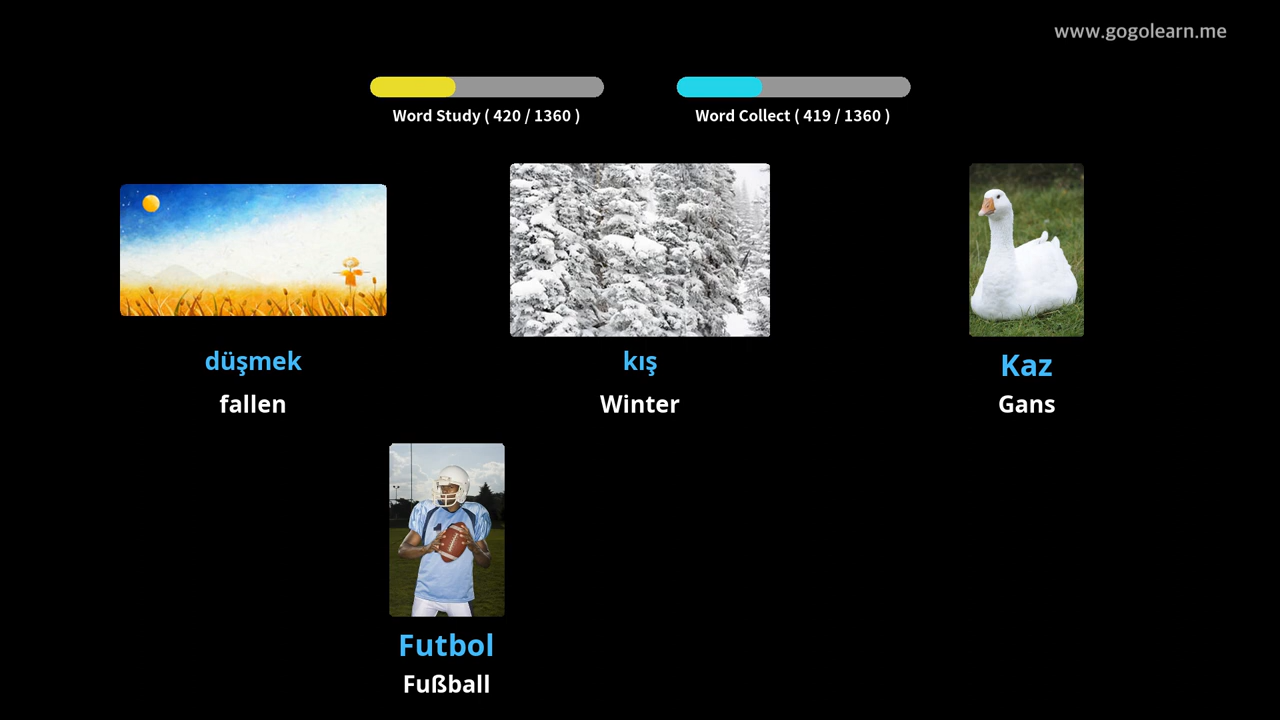 www.gogolearn.me
Word Study ( 420 / 1360 )
Word Collect ( 419 / 1360 )
düşmek
fallen
kış
Winter
Kaz
Gans
Futbol
Fußball